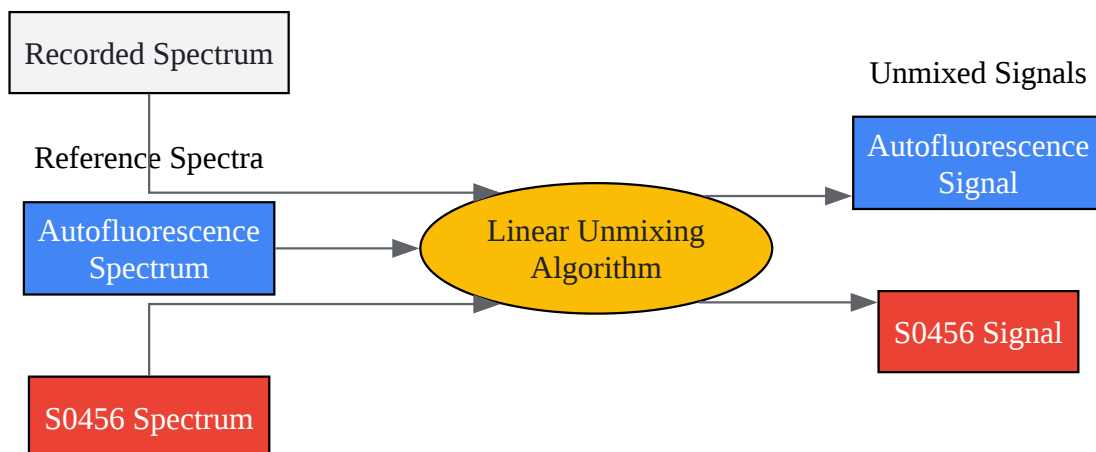 Recorded Spectrum
Reference Spectra
Autofluorescence
Spectrum
S0456 Spectrum
Linear Unmixing
Algorithm
Unmixed Signals
Autofluorescence
Signal
S0456 Signal